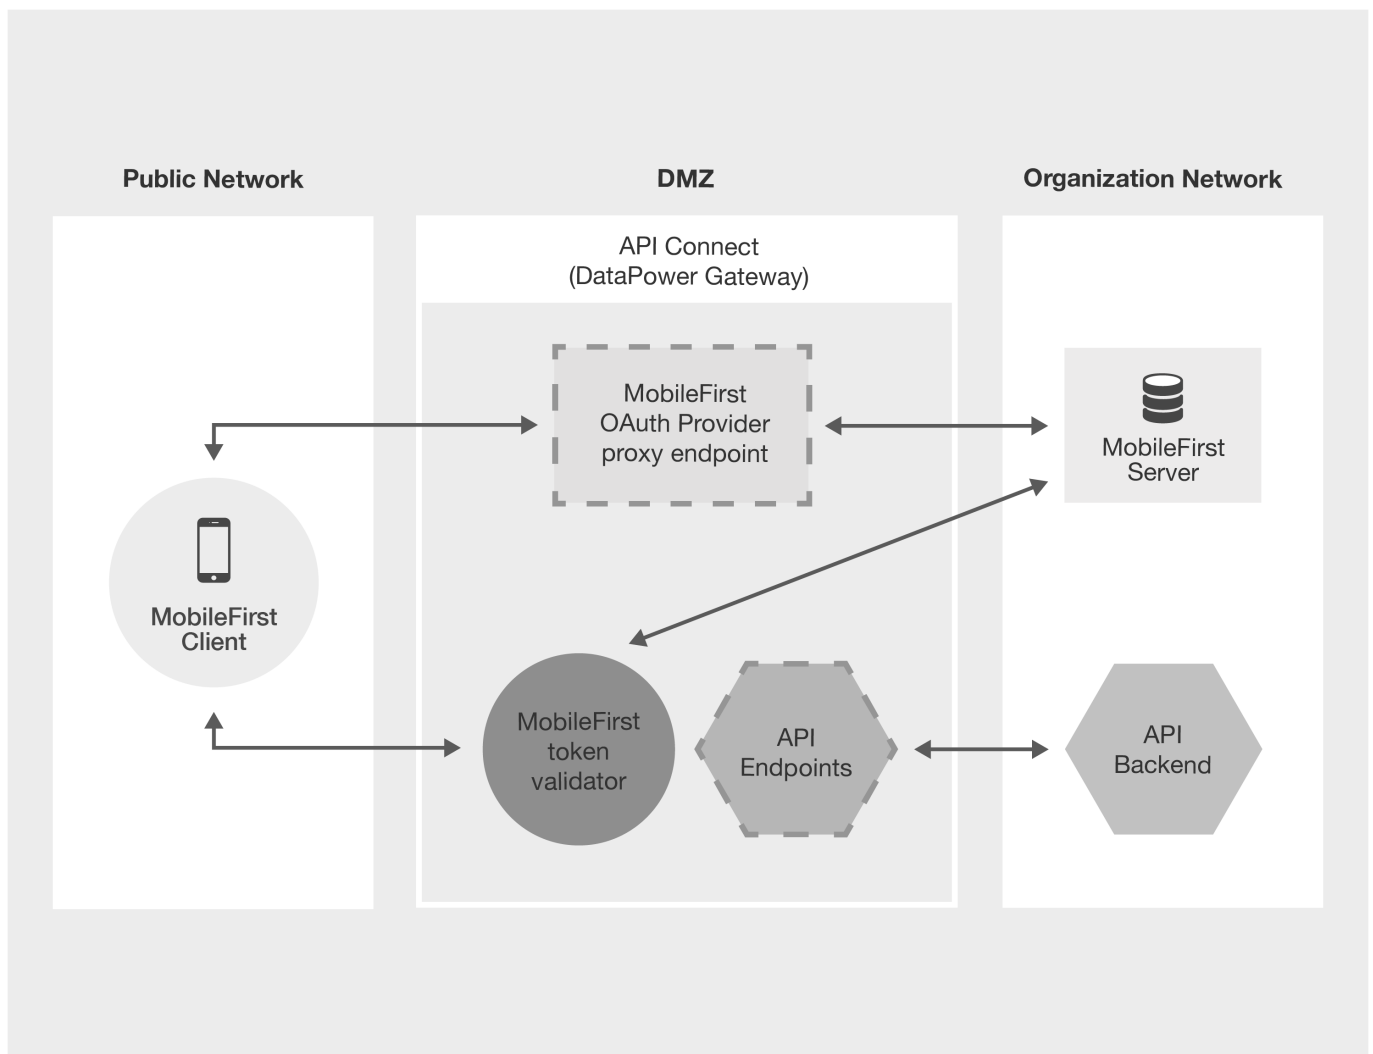 Public Network
DMZ
Organization Network
API Connect
(DataPower Gateway)
MobileFirst
OAuth Provider
proxy endpoint
MobileFirst
Server
MobileFirst
Client
MobileFirst
token
validator
API
Endpoints
API
Backend